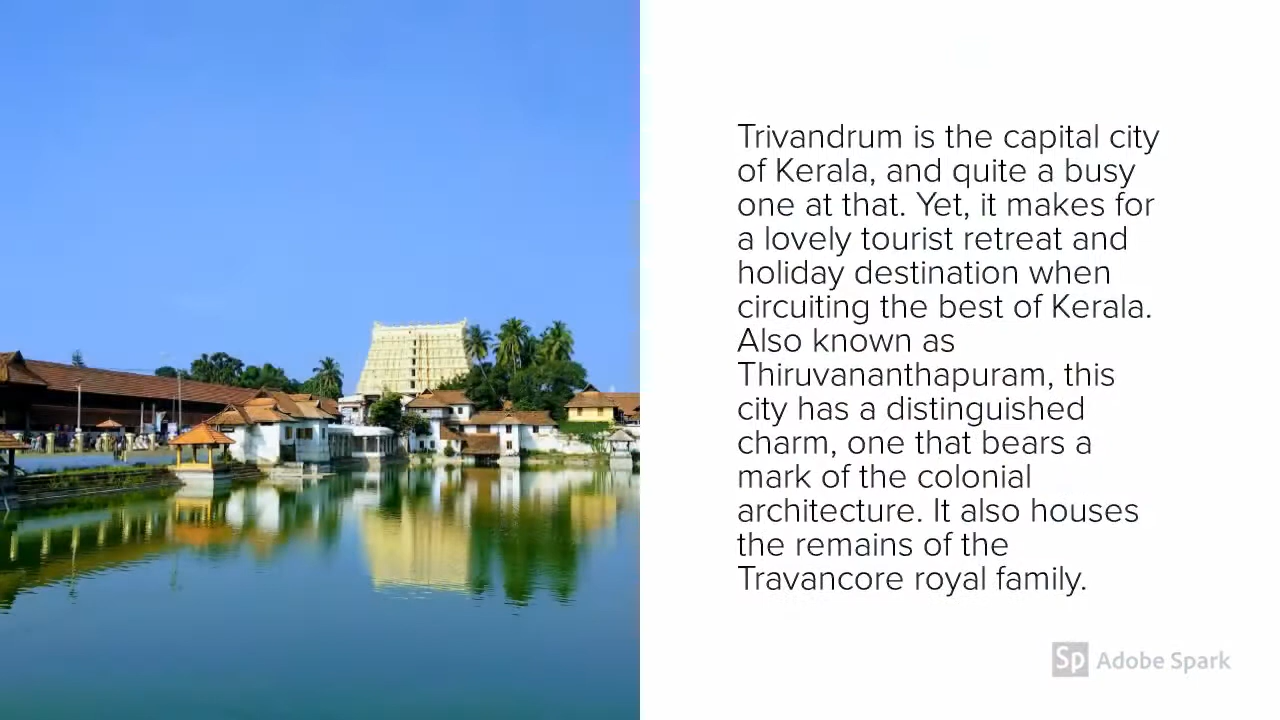 Trivandrum is the capital city
of Kerala, and quite a busy
one at that. Yet, it makes for
a lovely tourist retreat and
holiday destination when
circuiting the best of Kerala.
Also known as
Thiruvananthapuram, this
city has a distinguished
charm, one that bears a
mark of the colonial
architecture. It also houses
the remains of the
Travancore royal family.
Sp Adobe Spark